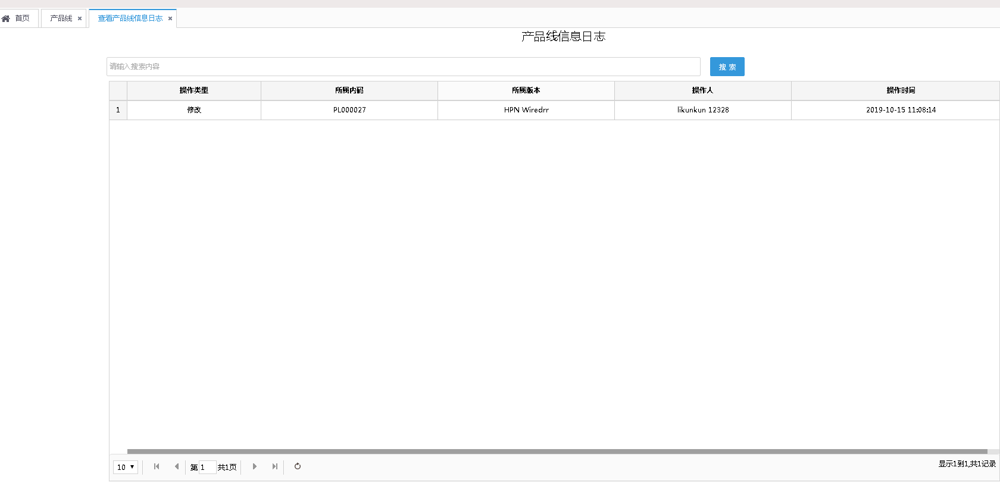 首页 产品线 查看产品线信息日志
产品线信息日志
请输入搜索内容 搜 索
操作类型 所属内码 所属版本 操作人 操作时间
1 修改 PL000027 HPN Wiredrr likunkun 12328 2019-10-15 11:08:14
10 第 1 共1页 显示1到1,共1记录